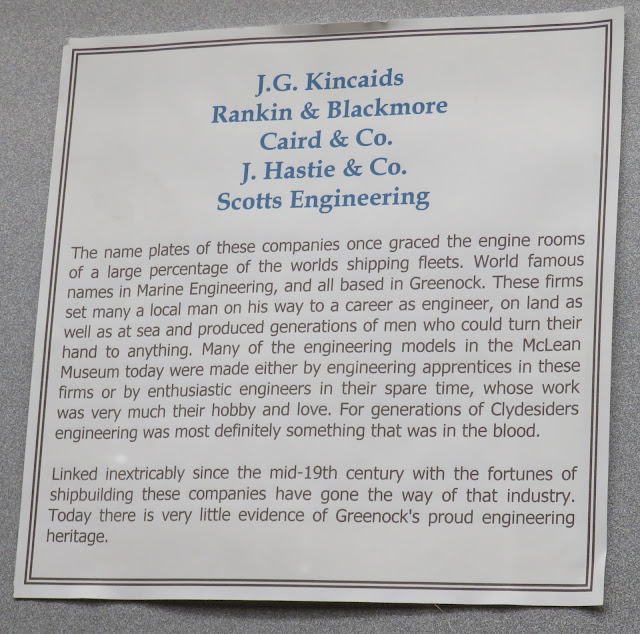 J.G. Kincaids
Rankin & Blackmore
Caird & Co.
J. Hastie & Co.
Scotts Engineering
The name plates of these companies once graced the engine rooms
of a large percentage of the worlds shipping fleets. World famous
names in Marine Engineering, and all based in Greenock. These firms
set many a local man on his way to a career as engineer, on land as
well as at sea and produced generations of men who could turn their
hand to anything. Many of the engineering models in the McLean
Museum today were made either by engineering apprentices in these
firms or by enthusiastic engineers in their spare time, whose work
was very much their hobby and love. For generations of Clydesiders
engineering was most definitely something that was in the blood.
Linked inextricably since the mid-19th century with the fortunes of
shipbuilding these companies have gone the way of that industry.
Today there is very little evidence of Greenock's proud engineering
heritage.